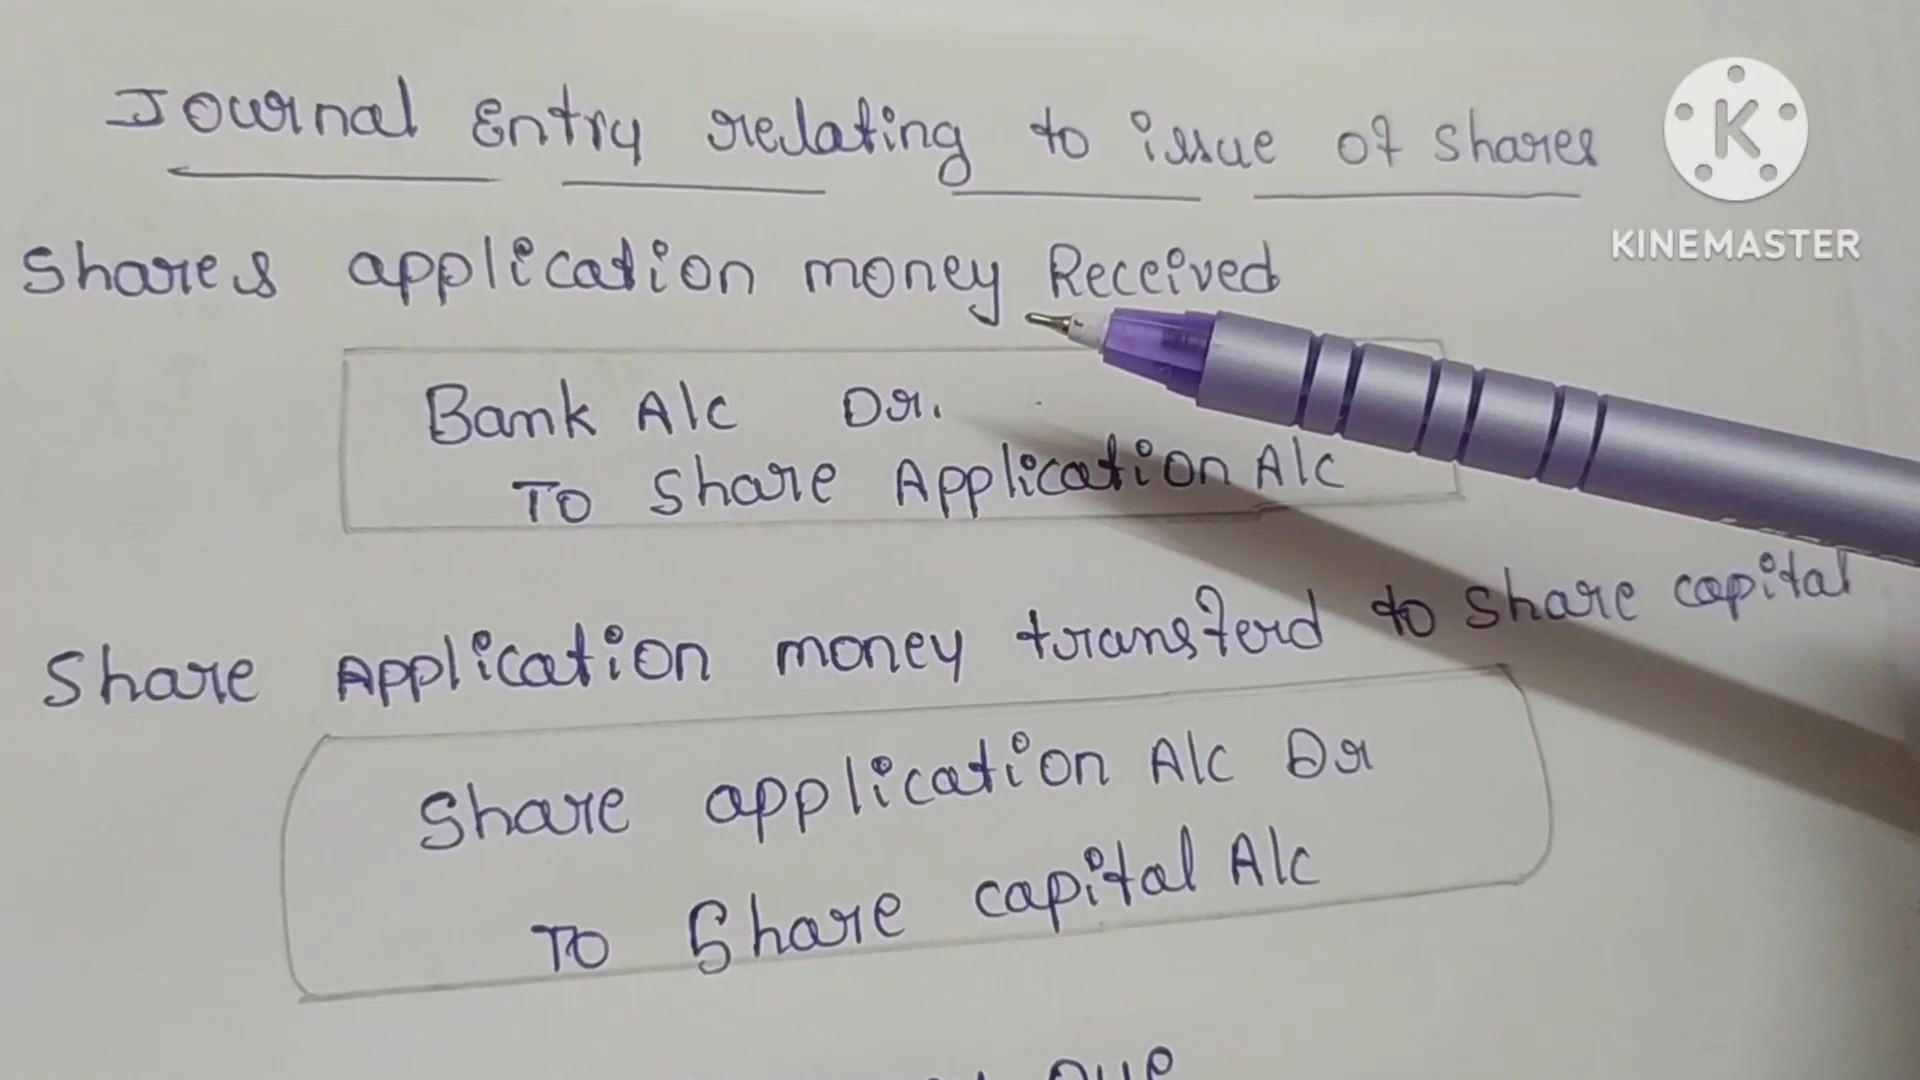 Journal Entry relating to issue of shares
K
KINEMASTER
Shares application money Received
Bank A/c Dr.
To Share Application A/c
Share Application money transferd to share capital
Share application A/c Dr
To Share capital A/c
Due